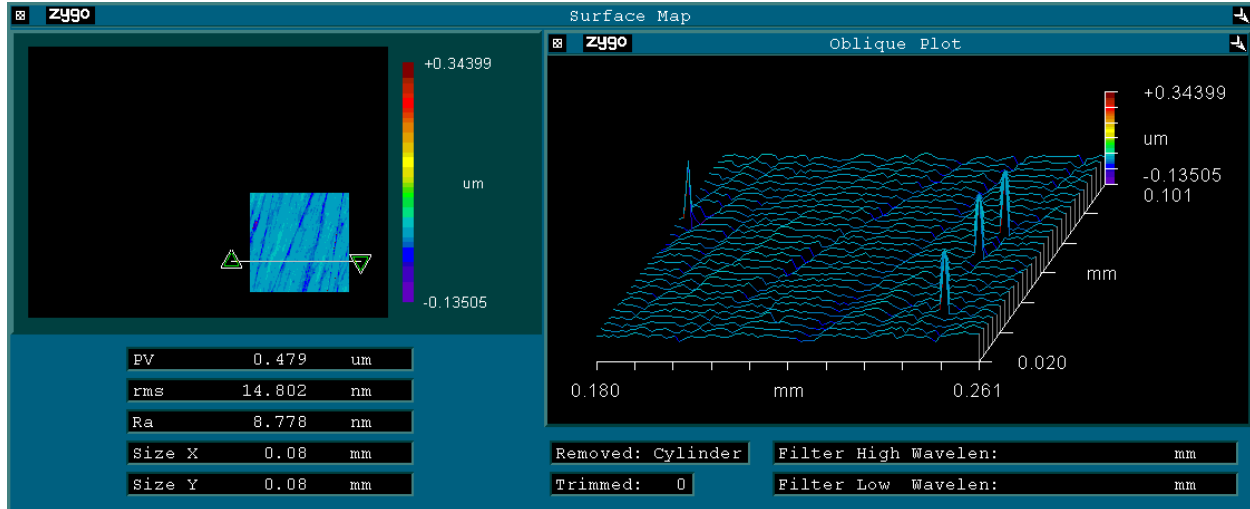 zygo Surface Map
+0.34399
um
-0.13505
zygo Oblique Plot
+0.34399
um
-0.13505
0.101
mm
0.020
0.180 mm 0.261
PV 0.479 um
rms 14.802 nm
Ra 8.778 nm
Size X 0.08 mm
Size Y 0.08 mm
Removed: Cylinder
Trimmed: 0
Filter High Wavelen: mm
Filter Low Wavelen: mm